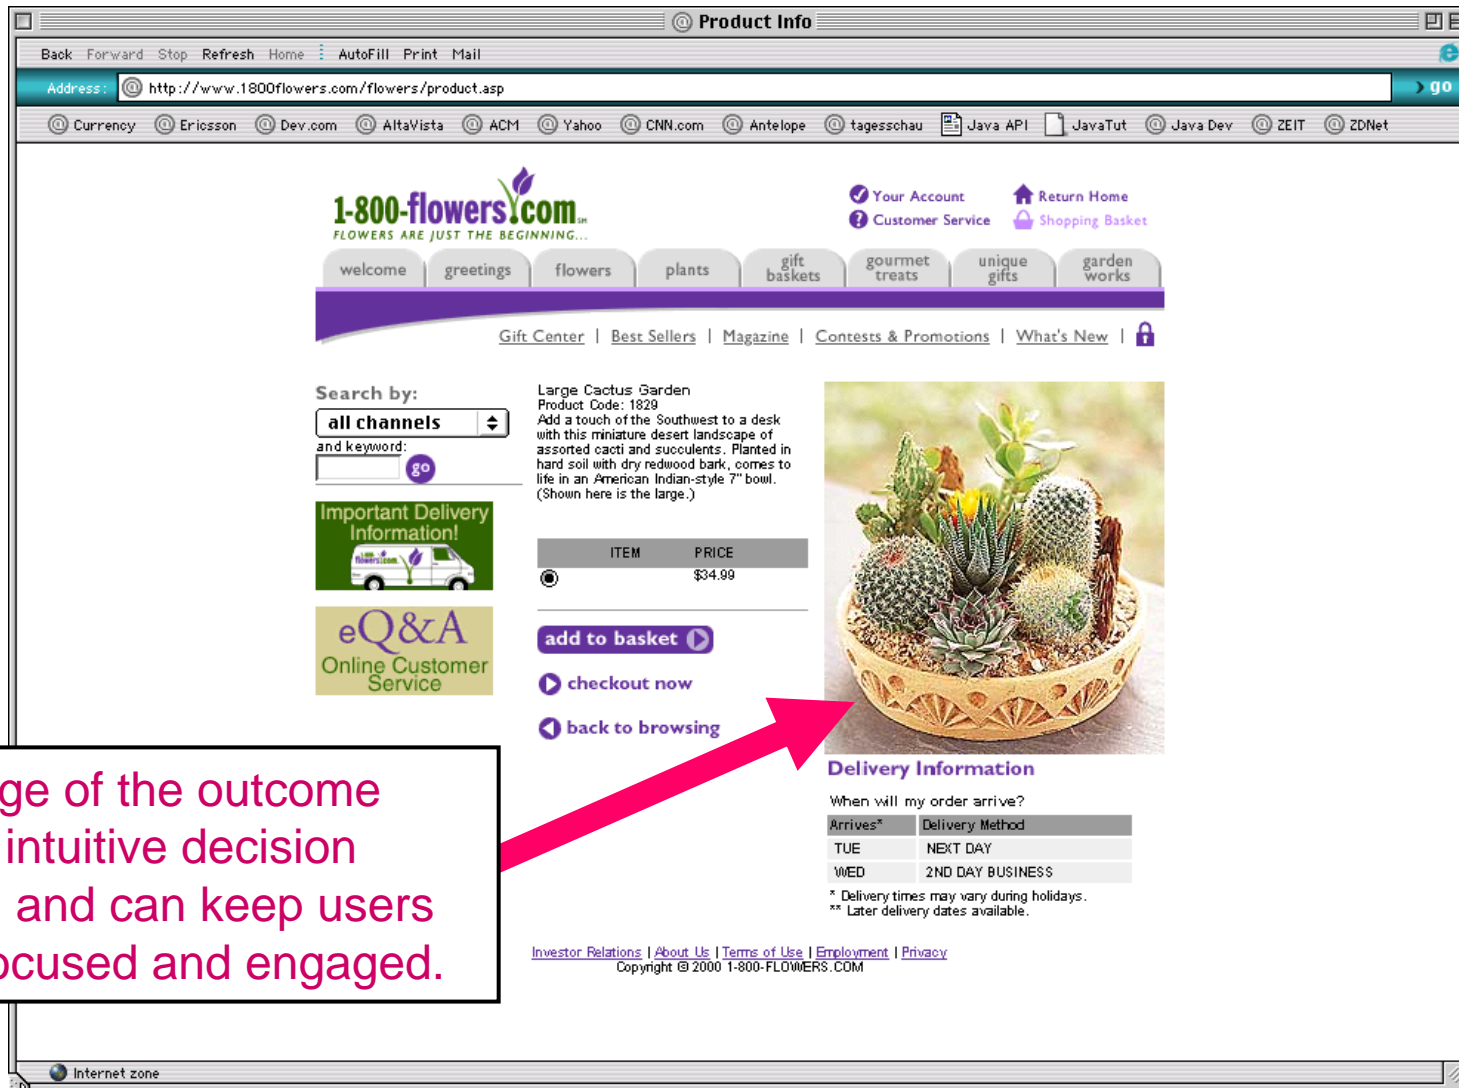 Product Info
Back Forward Stop Refresh Home AutoFill Print Mail
Address: http://www.1800flowers.com/flowers/product.asp go
Currency Ericsson Dev.com AltaVista ACM Yahoo CNN.com Antelope tagesschau Java API JavaTut Java Dev ZEIT ZDNet
1-800-flowers.com
FLOWERS ARE JUST THE BEGINNING...
Your Account Return Home
Customer Service Shopping Basket
welcome greetings flowers plants gift baskets gourmet treats unique gifts garden works
Gift Center | Best Sellers | Magazine | Contests & Promotions | What's New |
Search by:
all channels
and keyword:
go
Important Delivery
Information!
flowers.com
eQ&A
Online Customer
Service
Large Cactus Garden
Product Code: 1829
Add a touch of the Southwest to a desk
with this miniature desert landscape of
assorted cacti and succulents. Planted in
hard soil with dry redwood bark, comes to
life in an American Indian-style 7" bowl.
(Shown here is the large.)
ITEM PRICE
$34.99
add to basket
checkout now
back to browsing
Delivery Information
When will my order arrive?
Arrives* Delivery Method
TUE NEXT DAY
WED 2ND DAY BUSINESS
* Delivery times may vary during holidays.
** Later delivery dates available.
ge of the outcome
intuitive decision
and can keep users
ocused and engaged.
Investor Relations | About Us | Terms of Use | Employment | Privacy
Copyright © 2000 1-800-FLOWERS.COM
Internet zone